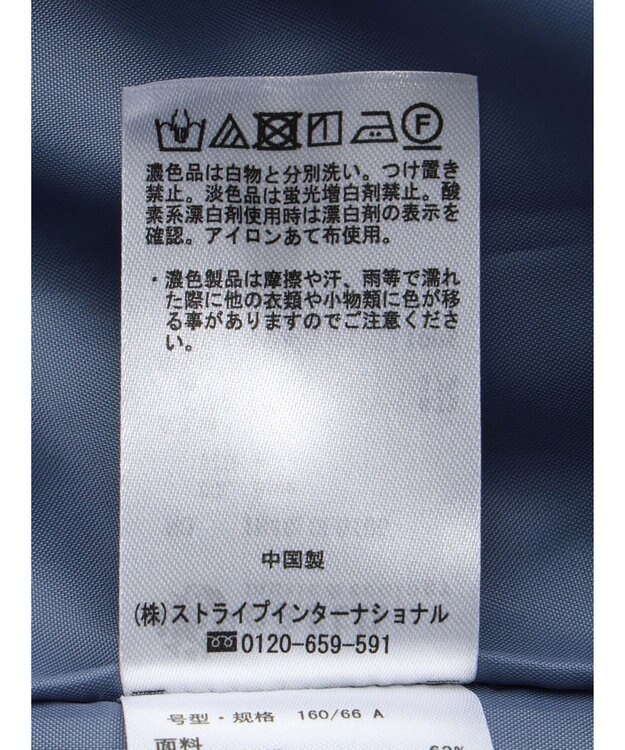 F
濃色品は白物と分別洗い。つけ置き
禁止。淡色品は蛍光増白剤禁止。酸
素系漂白剤使用時は漂白剤の表示を
確認。アイロンあて布使用。
・濃色製品は摩擦や汗、雨等で濡れ
た際に他の衣類や小物類に色が移
る事がありますのでご注意くださ
い。
中国製
(株)ストライプインターナショナル
0120-659-591
号型·规格 160/66 A
面料